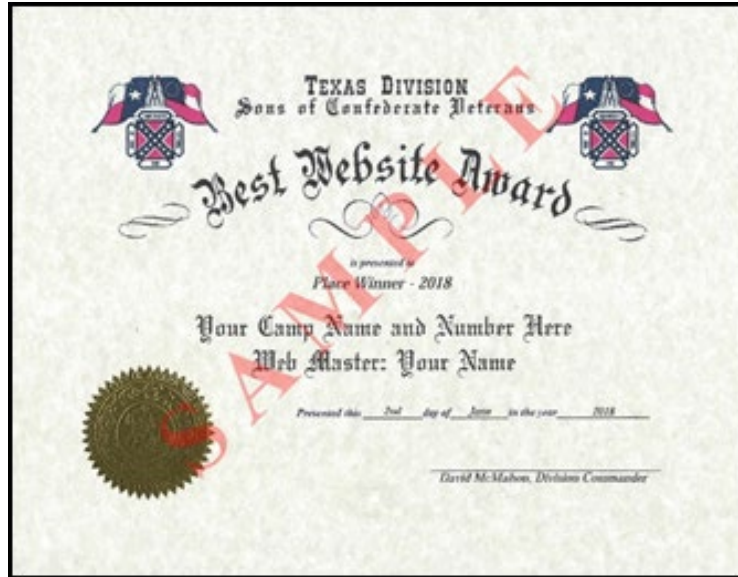 Texas Division
Sons of Confederate Veterans
Best Website Award
is presented to
Place Winner - 2018
Your Camp Name and Number Here
Web Master: Your Name
Presented this 2nd day of June in the year 2018
David McMahon, Division Commander
SAMPLE